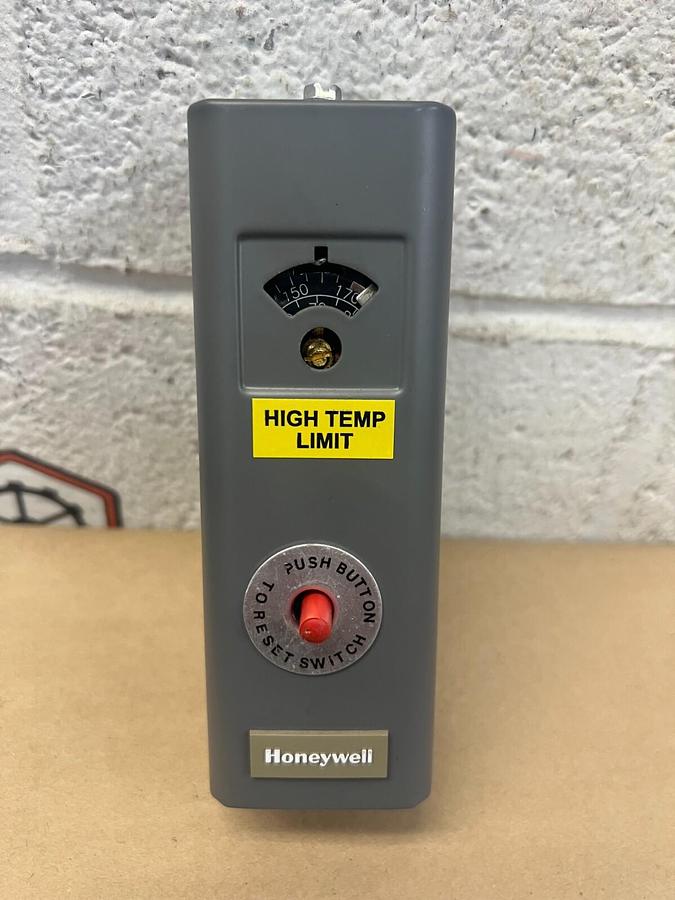 150 170
HIGH TEMP
LIMIT
PUSH BUTTON
TO RESET SWITCH
Honeywell